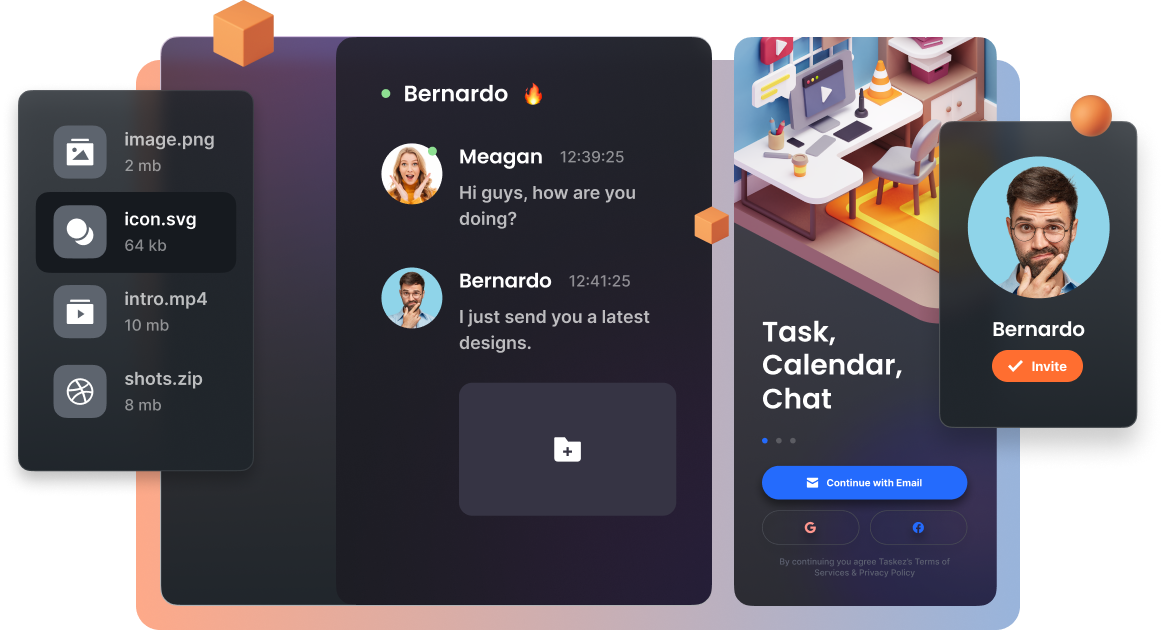 image.png
2 mb
icon.svg
64 kb
intro.mp4
10 mb
shots.zip
8 mb
Bernardo 🔥
Meagan 12:39:25
Hi guys, how are you
doing?
Bernardo 12:41:25
I just send you a latest
designs.
Task,
Calendar,
Chat
Continue with Email
G
By continuing you agree Taskez's Terms of
Services & Privacy Policy
Bernardo
Invite